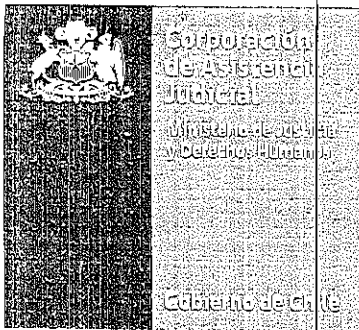 Corporación
de Asistencia
Judicial
Ministerio de Justicia
y Derechos Humanos
Gobierno de Chile